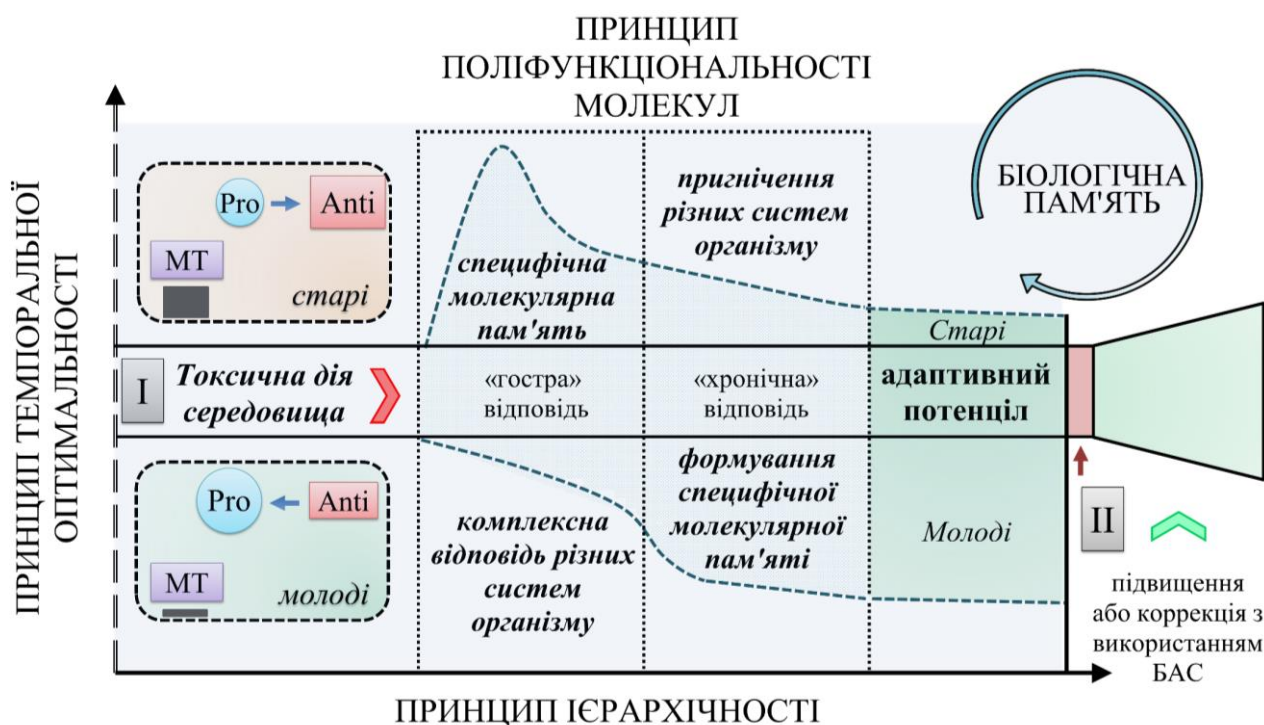 ПРИНЦИП
ПОЛІФУНКЦІОНАЛЬНОСТІ
МОЛЕКУЛ
ПРИНЦИП ТЕМПОРАЛЬНОЇ
ОПТИМАЛЬНОСТІ
Pro
Anti
МТ
старі
специфічна
молекулярна
пам'ять
пригнічення
різних систем
організму
БІОЛОГІЧНА
ПАМ'ЯТЬ
Старі
I
Токсична дія
середовища
«гостра»
відповідь
«хронічна»
відповідь
адаптивний
потенціл
Pro
Anti
МТ
молоді
комплексна
відповідь різних
систем
організму
формування
специфічної
молекулярної
пам'яті
Молоді
II
підвищення
або коррекція з
використанням
БАС
ПРИНЦИП ІЄРАРХІЧНОСТІ